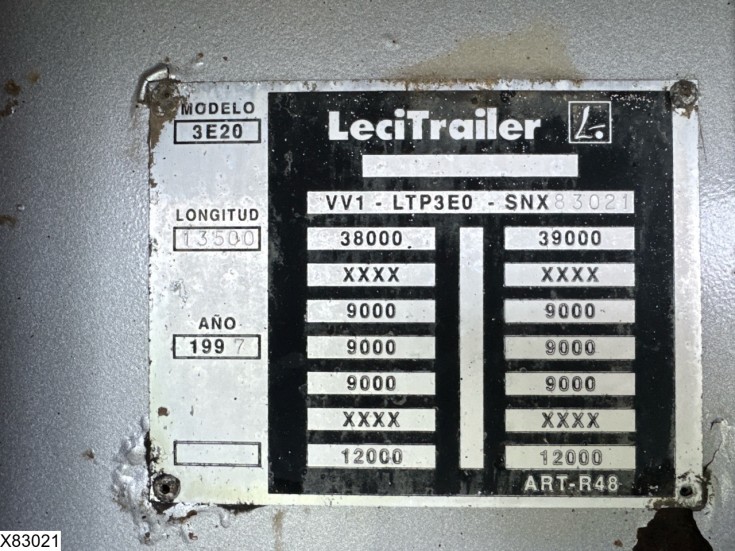 MODELO
3E20
LONGITUD
13500
AÑO
1997
LeciTrailer L.
VV1 - LTP3E0 - SNX83021
38000 39000
XXXX XXXX
9000 9000
9000 9000
9000 9000
XXXX XXXX
12000 12000
ART-R48
X83021